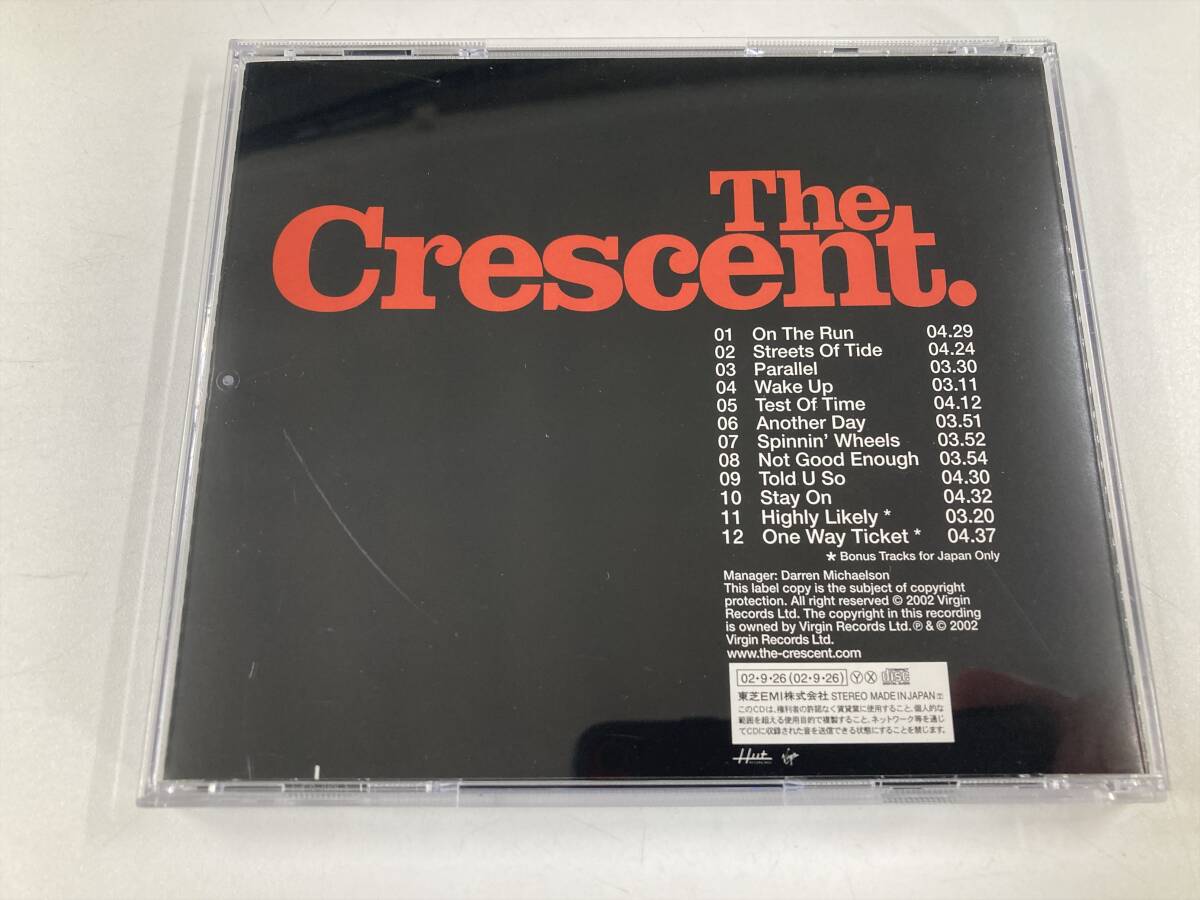 The
Crescent.
01 On The Run 04.29
02 Streets Of Tide 04.24
03 Parallel 03.30
04 Wake Up 03.11
05 Test Of Time 04.12
06 Another Day 03.51
07 Spinnin' Wheels 03.52
08 Not Good Enough 03.54
09 Told U So 04.30
10 Stay On 04.32
11 Highly Likely * 03.20
12 One Way Ticket * 04.37
* Bonus Tracks for Japan Only
Manager: Darren Michaelson
This label copy is the subject of copyright
protection. All right reserved © 2002 Virgin
Records Ltd. The copyright in this recording
is owned by Virgin Records Ltd. ℗ & © 2002
Virgin Records Ltd.
www.the-crescent.com
02・9・26 (02・9・26) Ⓨ Ⓧ DISC
東芝EMI株式会社 STEREO MADE IN JAPAN
このCDは、権利者の許諾なく賃貸業に使用すること、個人的な
範囲を超える使用目的で複製すること、ネットワーク等を通じ
てCDに収録された音を送信できる状態にすることを禁じます。
Hut Virgin